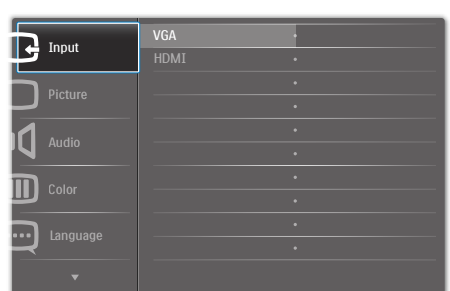 Input
VGA
HDMI
Picture
Audio
Color
Language